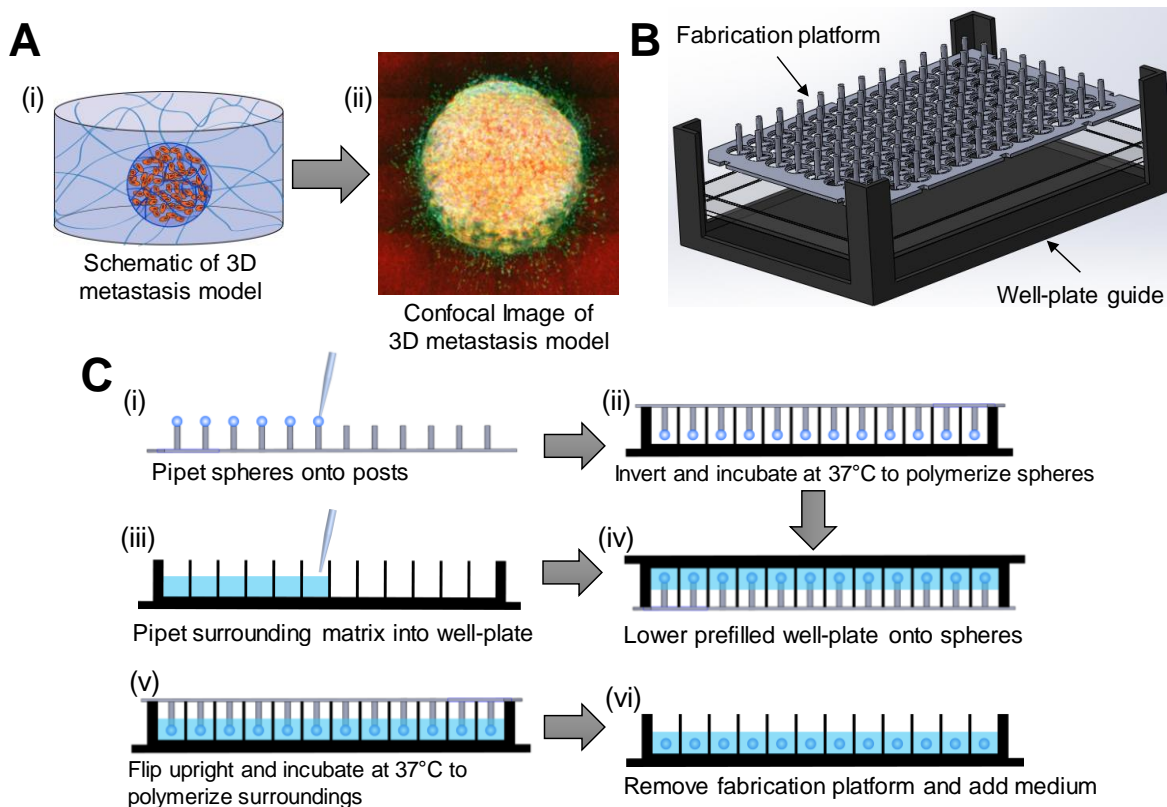 A
(i)
(ii)
Schematic of 3D
metastasis model
Confocal Image of
3D metastasis model
B
Fabrication platform
Well-plate guide
C
(i)
Pipet spheres onto posts
(ii)
Invert and incubate at 37°C to polymerize spheres
(iii)
Pipet surrounding matrix into well-plate
(iv)
Lower prefilled well-plate onto spheres
(v)
Flip upright and incubate at 37°C to
polymerize surroundings
(vi)
Remove fabrication platform and add medium